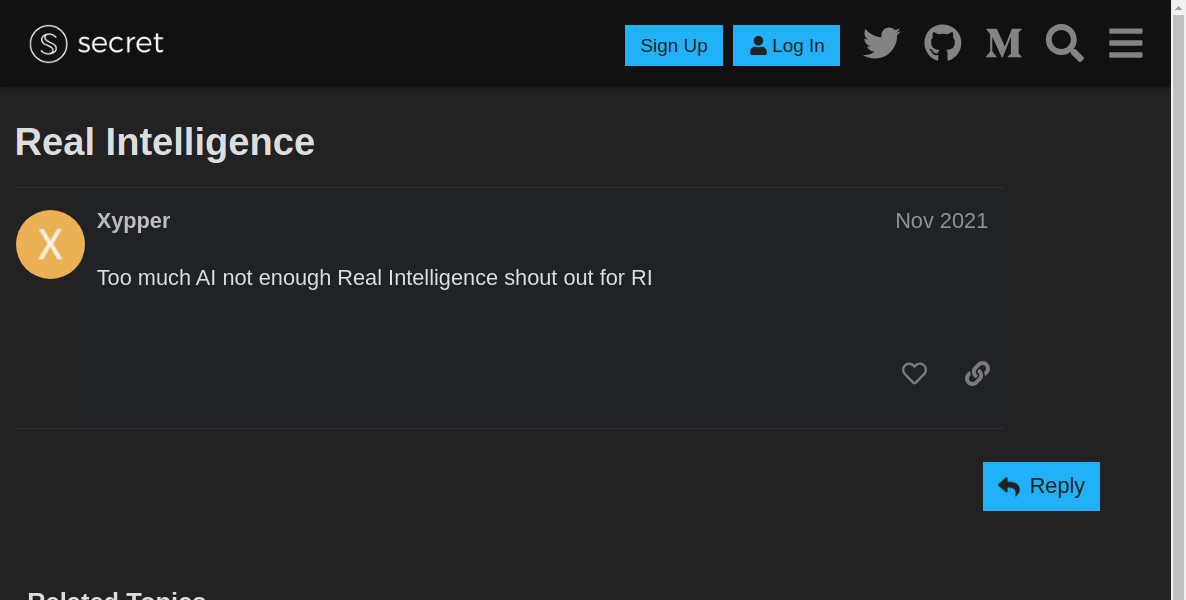 secret
Sign Up
Log In
Real Intelligence
X
Xypper
Nov 2021
Too much AI not enough Real Intelligence shout out for RI
Reply
Related Topics